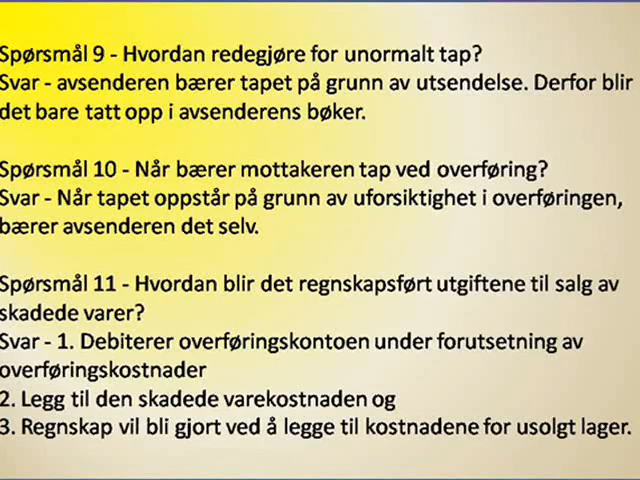 Spørsmål 9 - Hvordan redegjøre for unormalt tap?
Svar - avsenderen bærer tapet på grunn av utsendelse. Derfor blir
det bare tatt opp i avsenderens bøker.
Spørsmål 10 - Når bærer mottakeren tap ved overføring?
Svar - Når tapet oppstår på grunn av uforsiktighet i overføringen,
bærer avsenderen det selv.
Spørsmål 11 - Hvordan blir det regnskapsført utgiftene til salg av
skadede varer?
Svar - 1. Debiterer overføringskontoen under forutsetning av
overføringskostnader
2. Legg til den skadede varekostnaden og
3. Regnskap vil bli gjort ved å legge til kostnadene for usolgt lager.